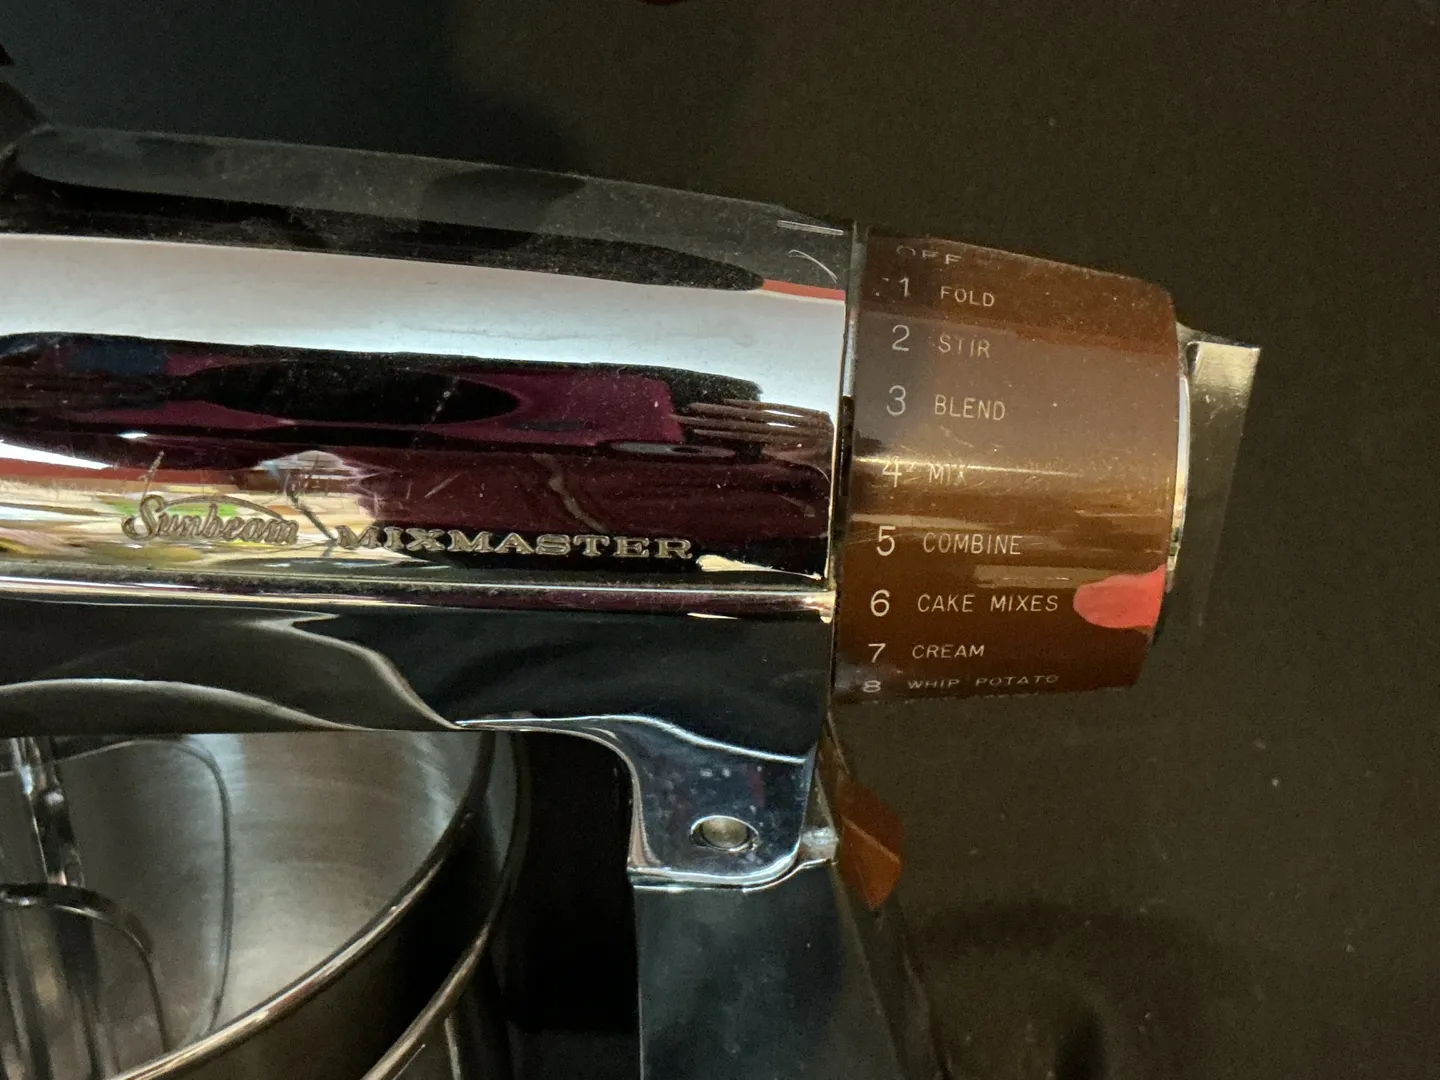 Sunbeam MIXMASTER
OFF
1 FOLD
2 STIR
3 BLEND
4 MIX
5 COMBINE
6 CAKE MIXES
7 CREAM
8 WHIP POTATO